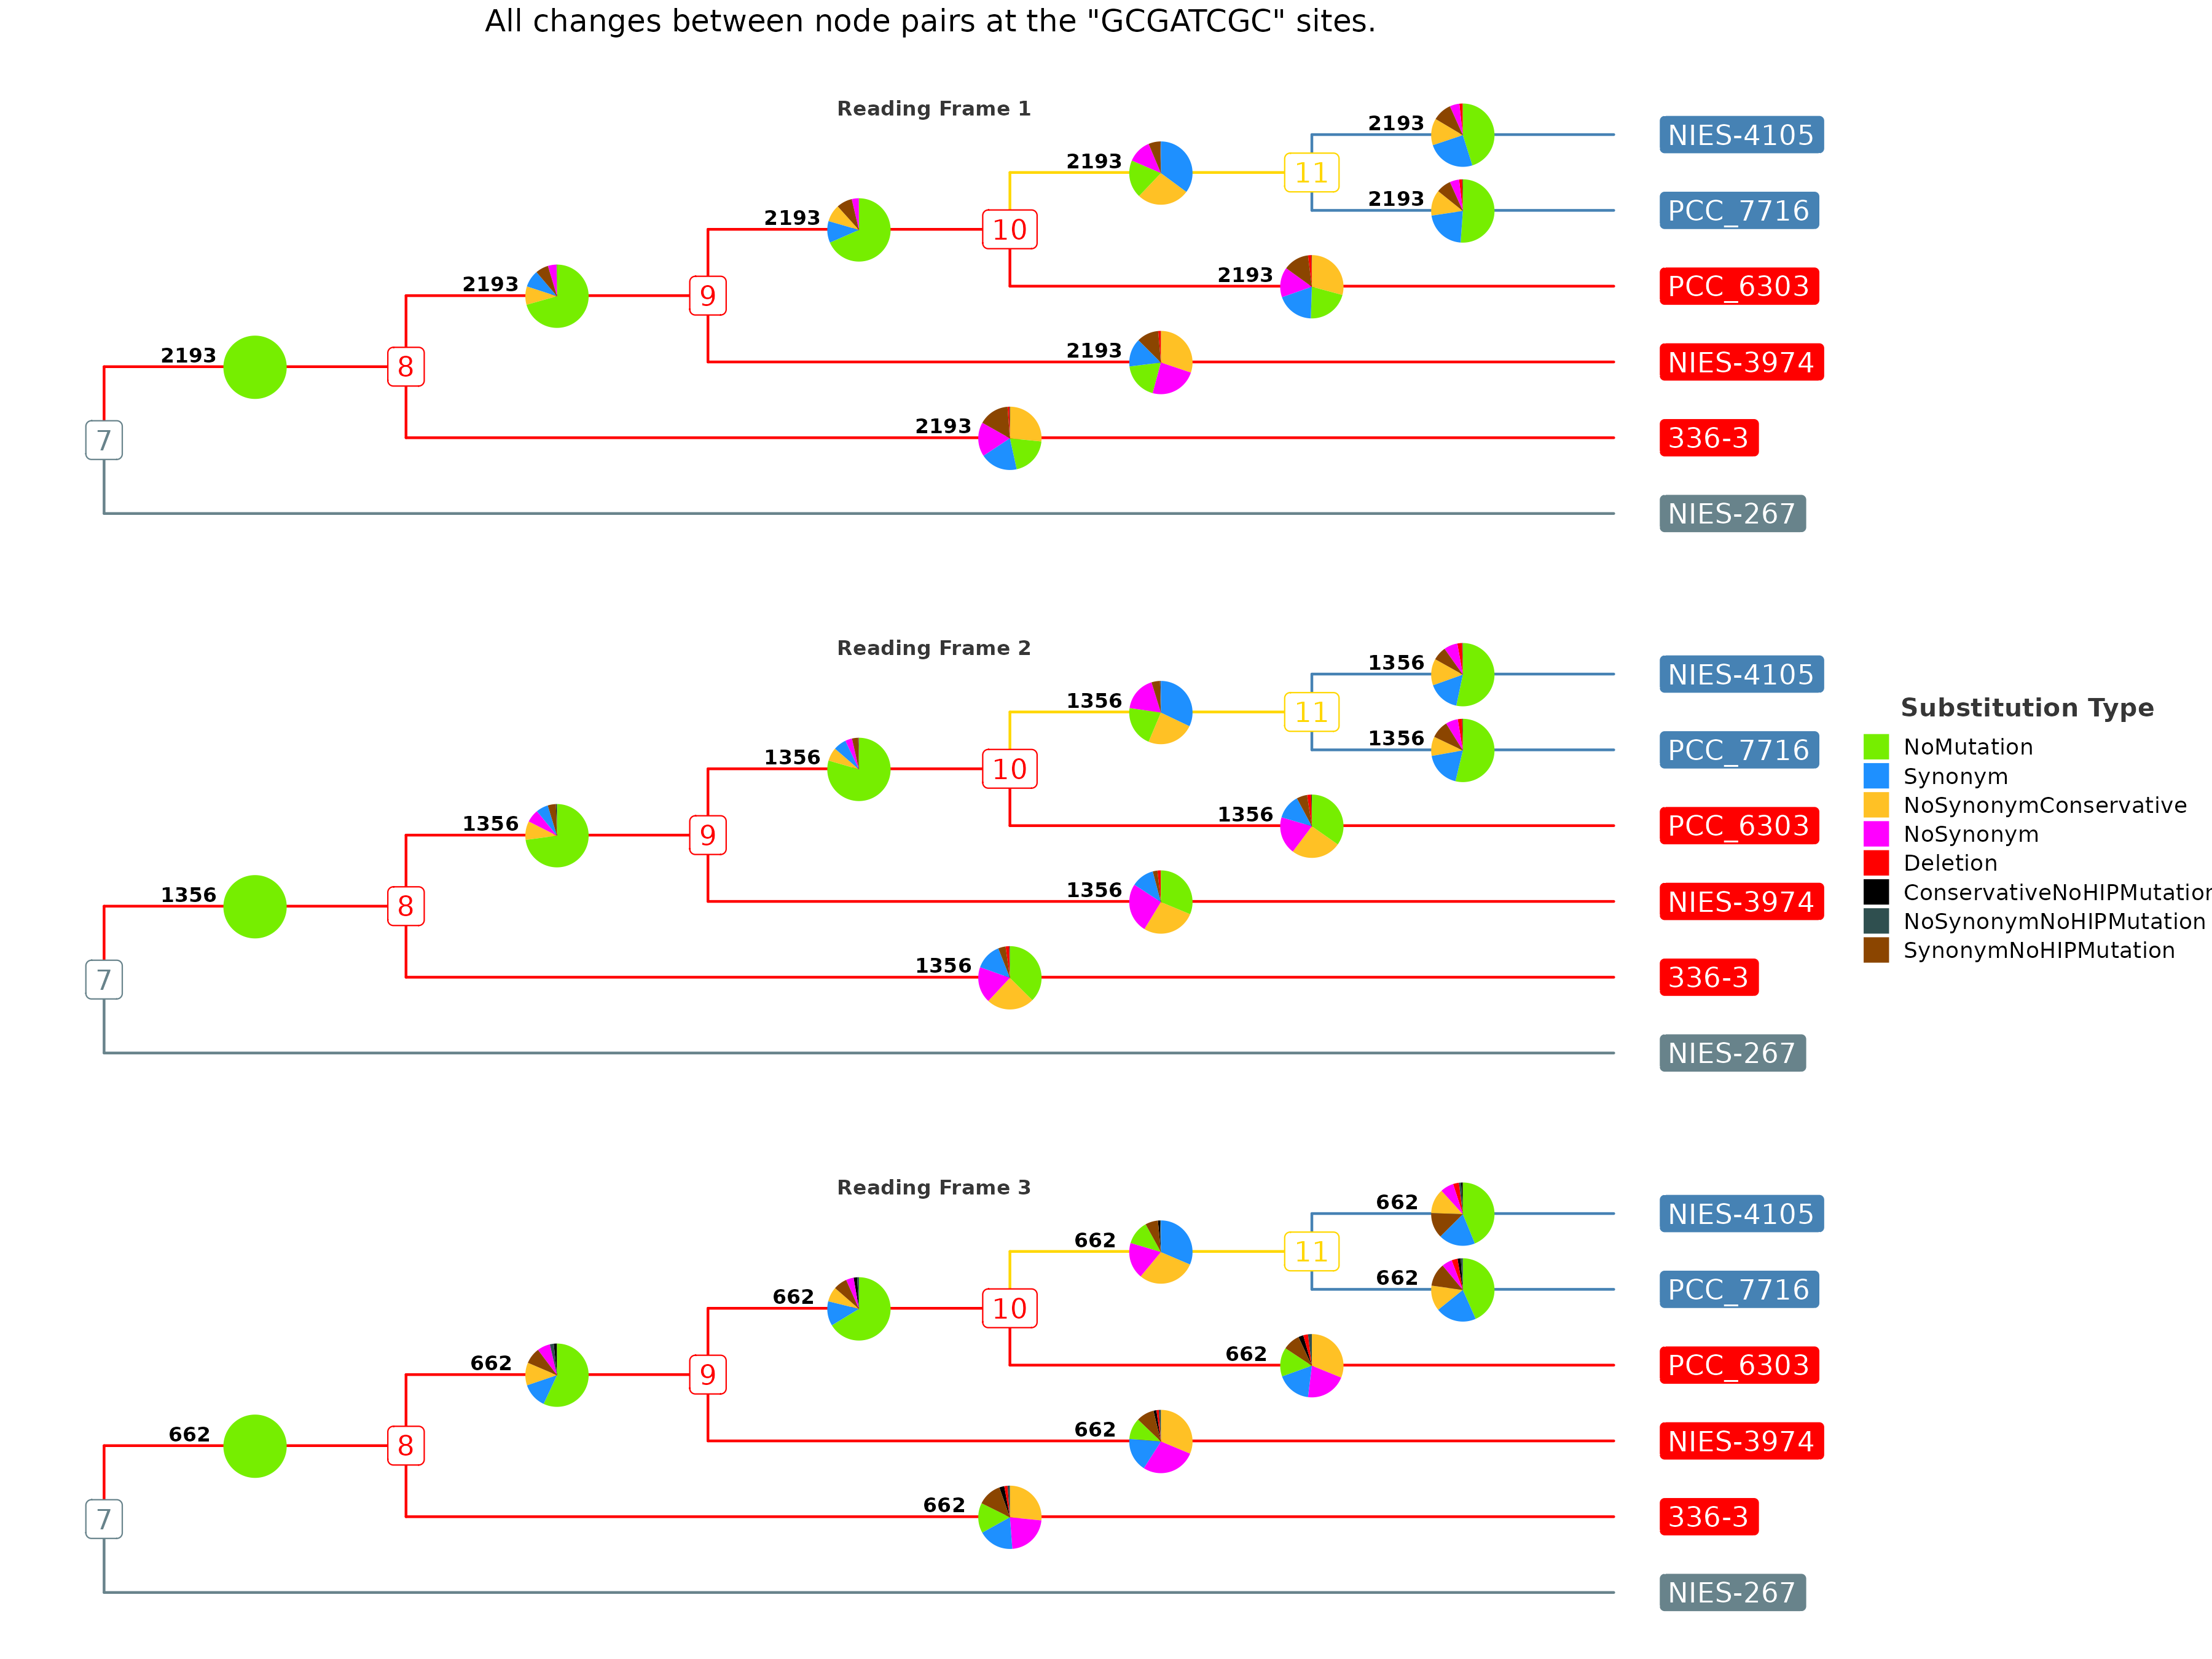 All changes between node pairs at the "GCGATCGC" sites.
Reading Frame 1
2193
NIES-4105
2193
11
2193
PCC_7716
2193
10
2193
PCC_6303
2193
9
2193
NIES-3974
2193
8
2193
336-3
7
NIES-267
Reading Frame 2
1356
NIES-4105
1356
11
1356
PCC_7716
1356
10
1356
PCC_6303
1356
9
1356
NIES-3974
1356
8
1356
336-3
7
NIES-267
Reading Frame 3
662
NIES-4105
662
11
662
PCC_7716
662
10
662
PCC_6303
662
9
662
NIES-3974
662
8
662
336-3
7
NIES-267
Substitution Type
NoMutation
Synonym
NoSynonymConservative
NoSynonym
Deletion
ConservativeNoHIPMutation
NoSynonymNoHIPMutation
SynonymNoHIPMutation